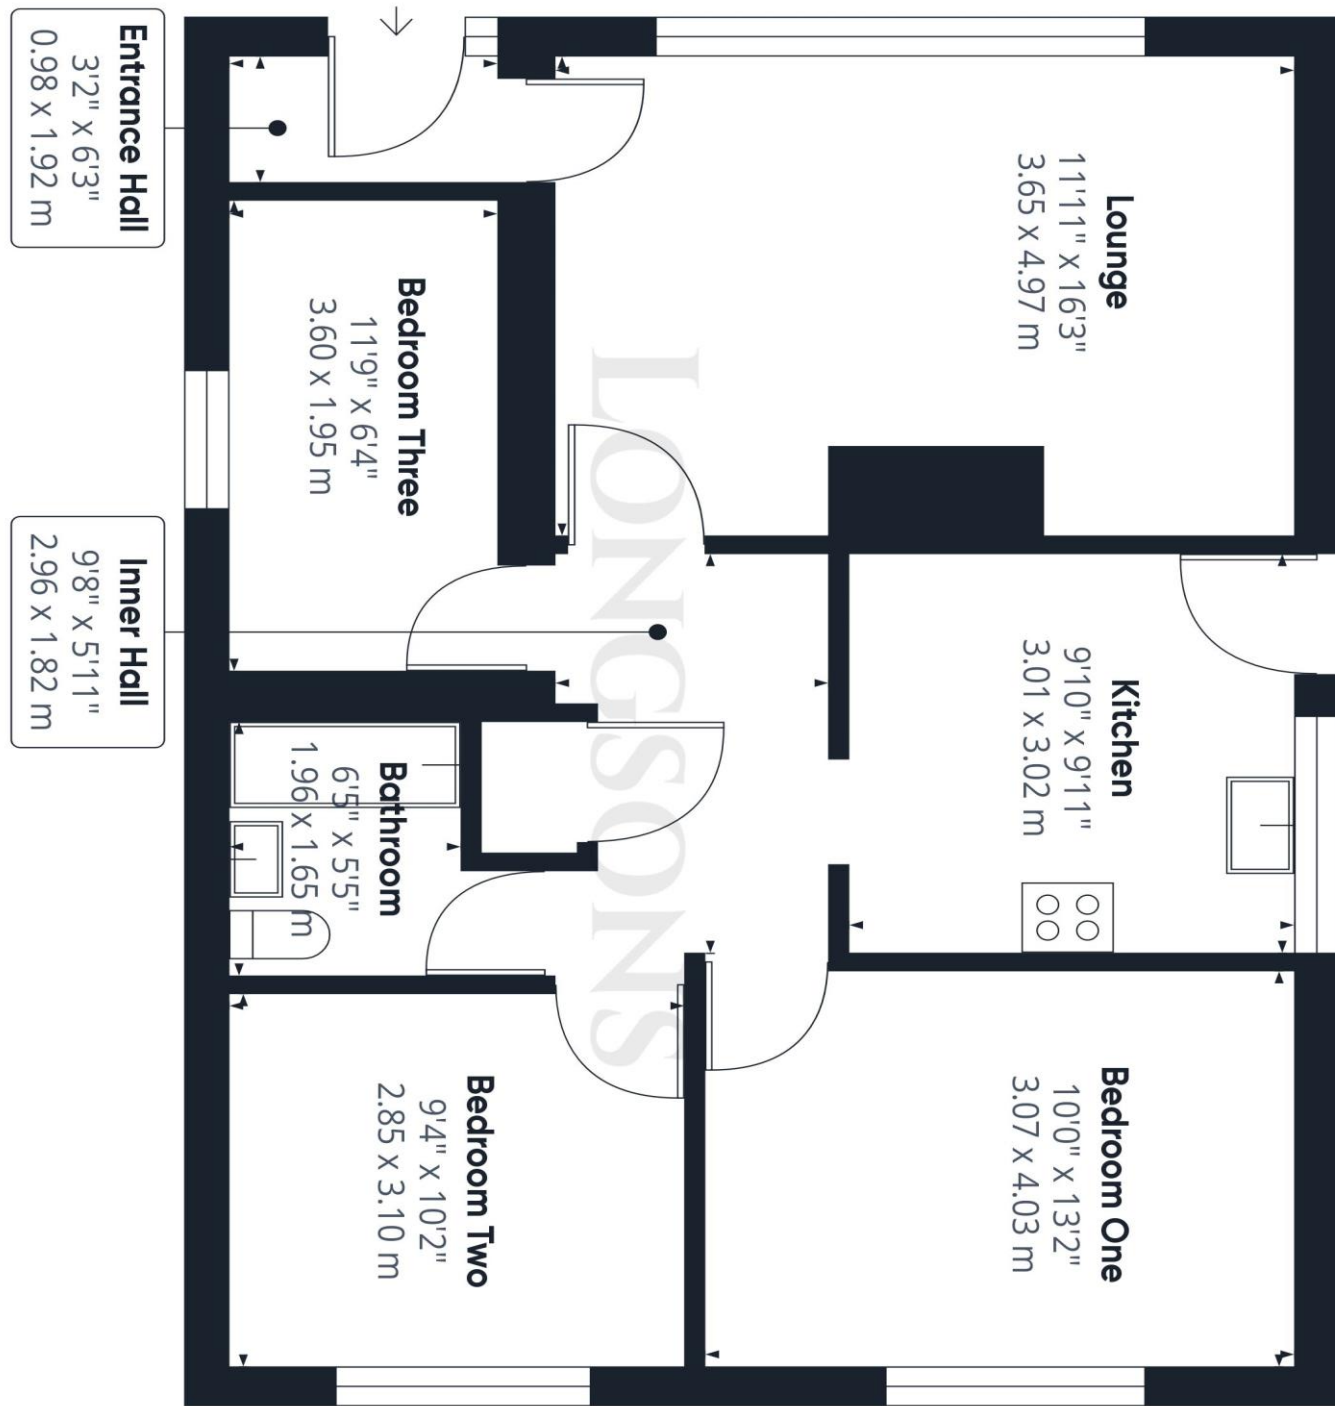 Entrance Hall
3'2" x 6'3"
0.98 x 1.92 m
Lounge
11'11" x 16'3"
3.65 x 4.97 m
Bedroom Three
11'9" x 6'4"
3.60 x 1.95 m
LONGSONS
Inner Hall
9'8" x 5'11"
2.96 x 1.82 m
Kitchen
9'10" x 9'11"
3.01 x 3.02 m
Bathroom
6'5" x 5'5"
1.96 x 1.65 m
Bedroom One
10'0" x 13'2"
3.07 x 4.03 m
Bedroom Two
9'4" x 10'2"
2.85 x 3.10 m